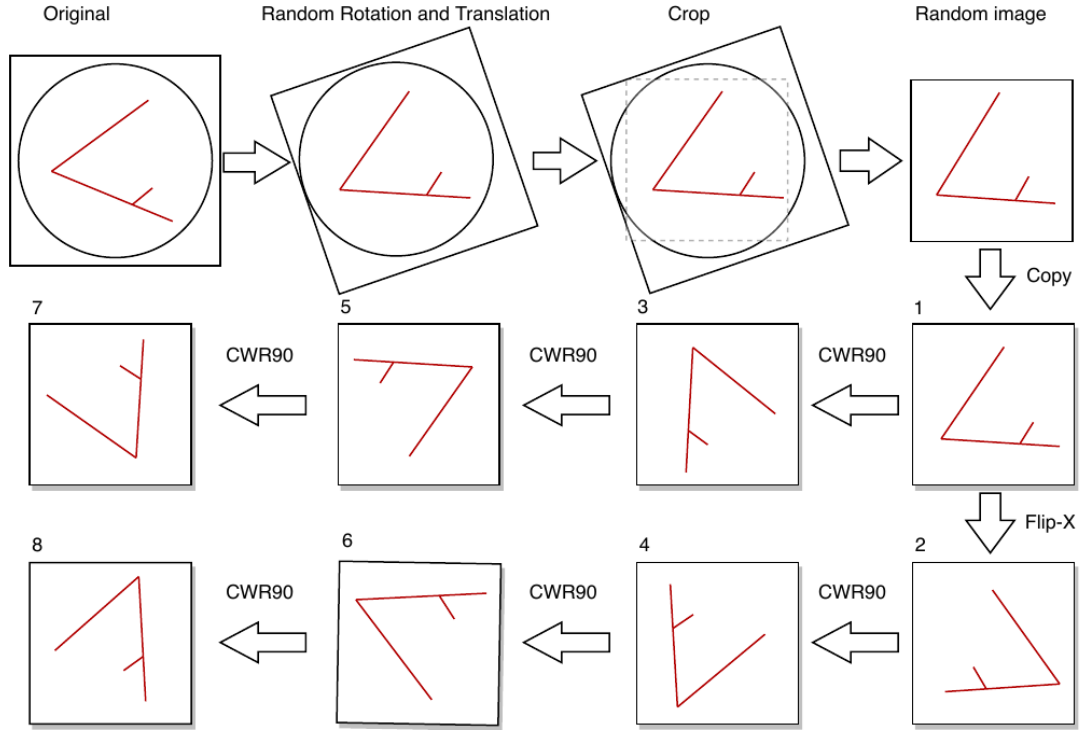 Original
Random Rotation and Translation
Crop
Random image
Copy
7
5
3
1
CWR90
CWR90
CWR90
Flip-X
8
6
4
2
CWR90
CWR90
CWR90